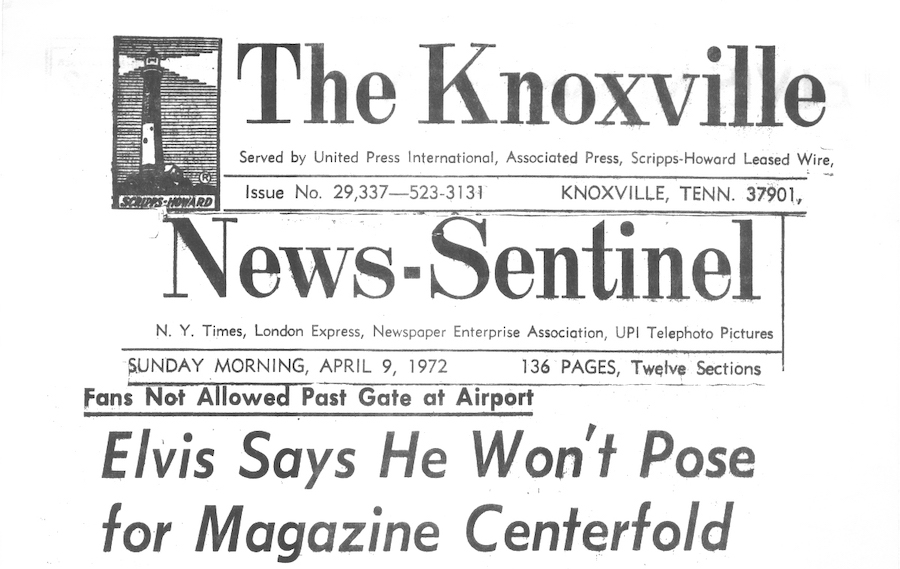 The Knoxville
Served by United Press International, Associated Press, Scripps-Howard Leased Wire,
Issue No. 29,337—523-3131 KNOXVILLE, TENN. 37901,
®
SCRIPPS-HOWARD
News-Sentinel
N. Y. Times, London Express, Newspaper Enterprise Association, UPI Telephoto Pictures
SUNDAY MORNING, APRIL 9, 1972 136 PAGES, Twelve Sections
Fans Not Allowed Past Gate at Airport
Elvis Says He Won't Pose
for Magazine Centerfold